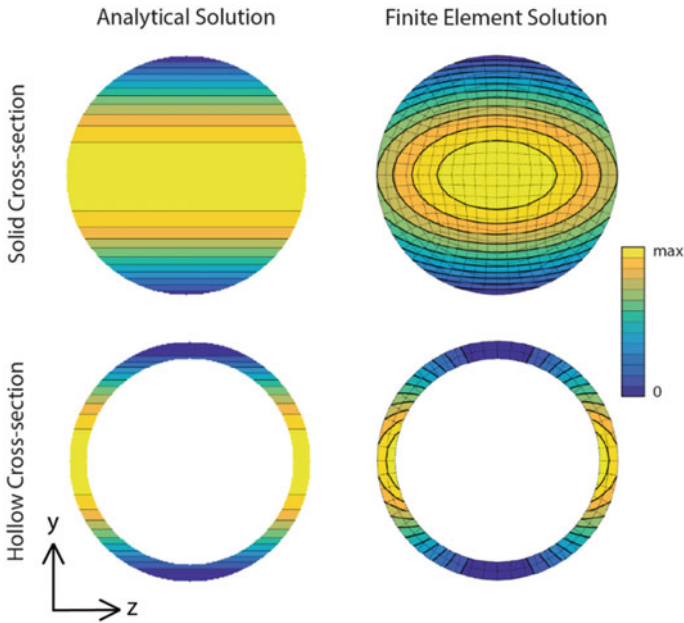 Analytical Solution
Finite Element Solution
Solid Cross-section
max
0
Hollow Cross-section
y
z